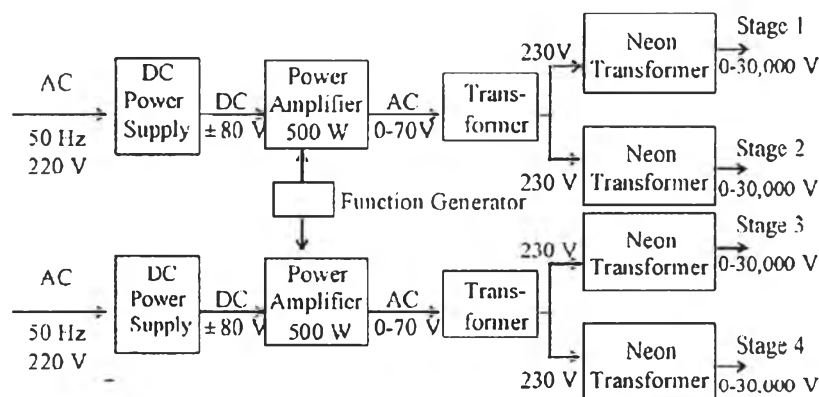 AC
50 Hz
220 V
DC
Power
Supply
DC
±80 V
Power
Amplifier
500 W
AC
0-70V
Trans-
former
230V
Neon
Transformer
Stage 1
0-30,000 V
230 V
Neon
Transformer
Stage 2
0-30,000 V
Function Generator
AC
50 Hz
220 V
DC
Power
Supply
DC
±80 V
Power
Amplifier
500 W
AC
0-70 V
Trans-
former
230 V
Neon
Transformer
Stage 3
0-30,000 V
230 V
Neon
Transformer
Stage 4
0-30,000 V